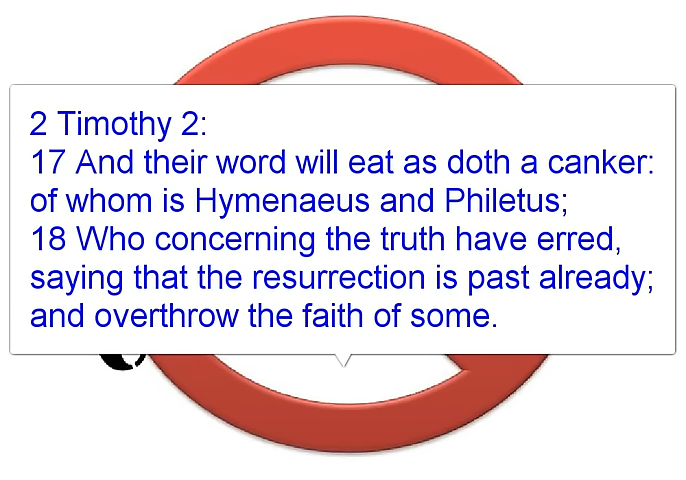 2 Timothy 2:
17 And their word will eat as doth a canker:
of whom is Hymenaeus and Philetus;
18 Who concerning the truth have erred,
saying that the resurrection is past already;
and overthrow the faith of some.